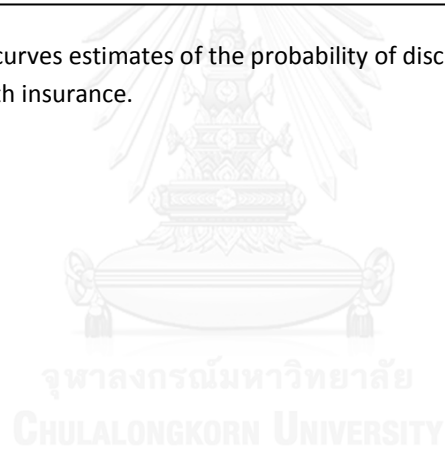 curves estimates of the probability of disc
th insurance.
จุฬาลงกรณ์มหาวิทยาลัย
CHULALONGKORN UNIVERSITY